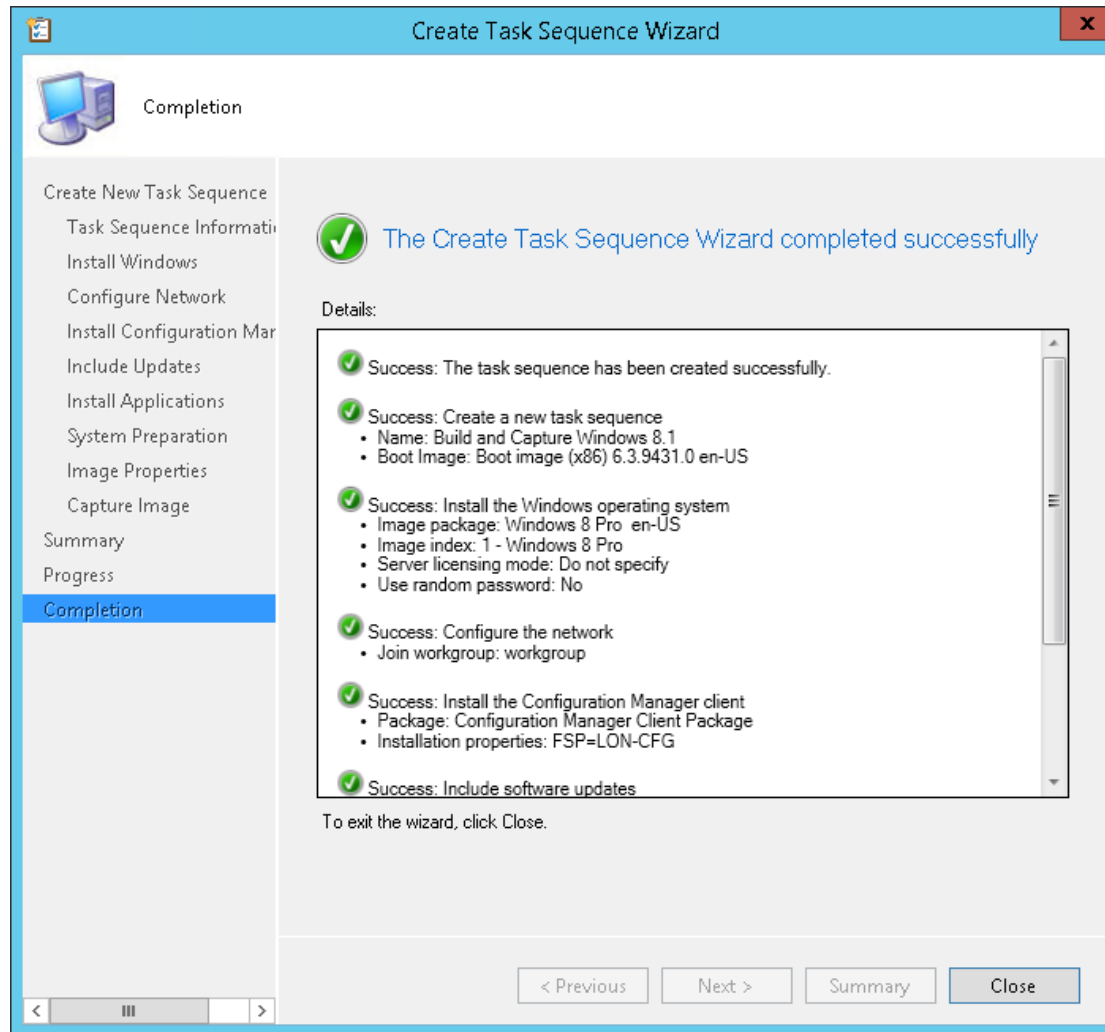 Create Task Sequence Wizard
x
Completion
Create New Task Sequence
Task Sequence Informati
Install Windows
Configure Network
Install Configuration Mar
Include Updates
Install Applications
System Preparation
Image Properties
Capture Image
Summary
Progress
Completion
The Create Task Sequence Wizard completed successfully
Details:
Success: The task sequence has been created successfully.
Success: Create a new task sequence
• Name: Build and Capture Windows 8.1
• Boot Image: Boot image (x86) 6.3.9431.0 en-US
Success: Install the Windows operating system
• Image package: Windows 8 Pro  en-US
• Image index: 1 - Windows 8 Pro
• Server licensing mode: Do not specify
• Use random password: No
Success: Configure the network
• Join workgroup: workgroup
Success: Install the Configuration Manager client
• Package: Configuration Manager Client Package
• Installation properties: FSP=LON-CFG
Success: Include software updates
To exit the wizard, click Close.
< Previous
Next >
Summary
Close